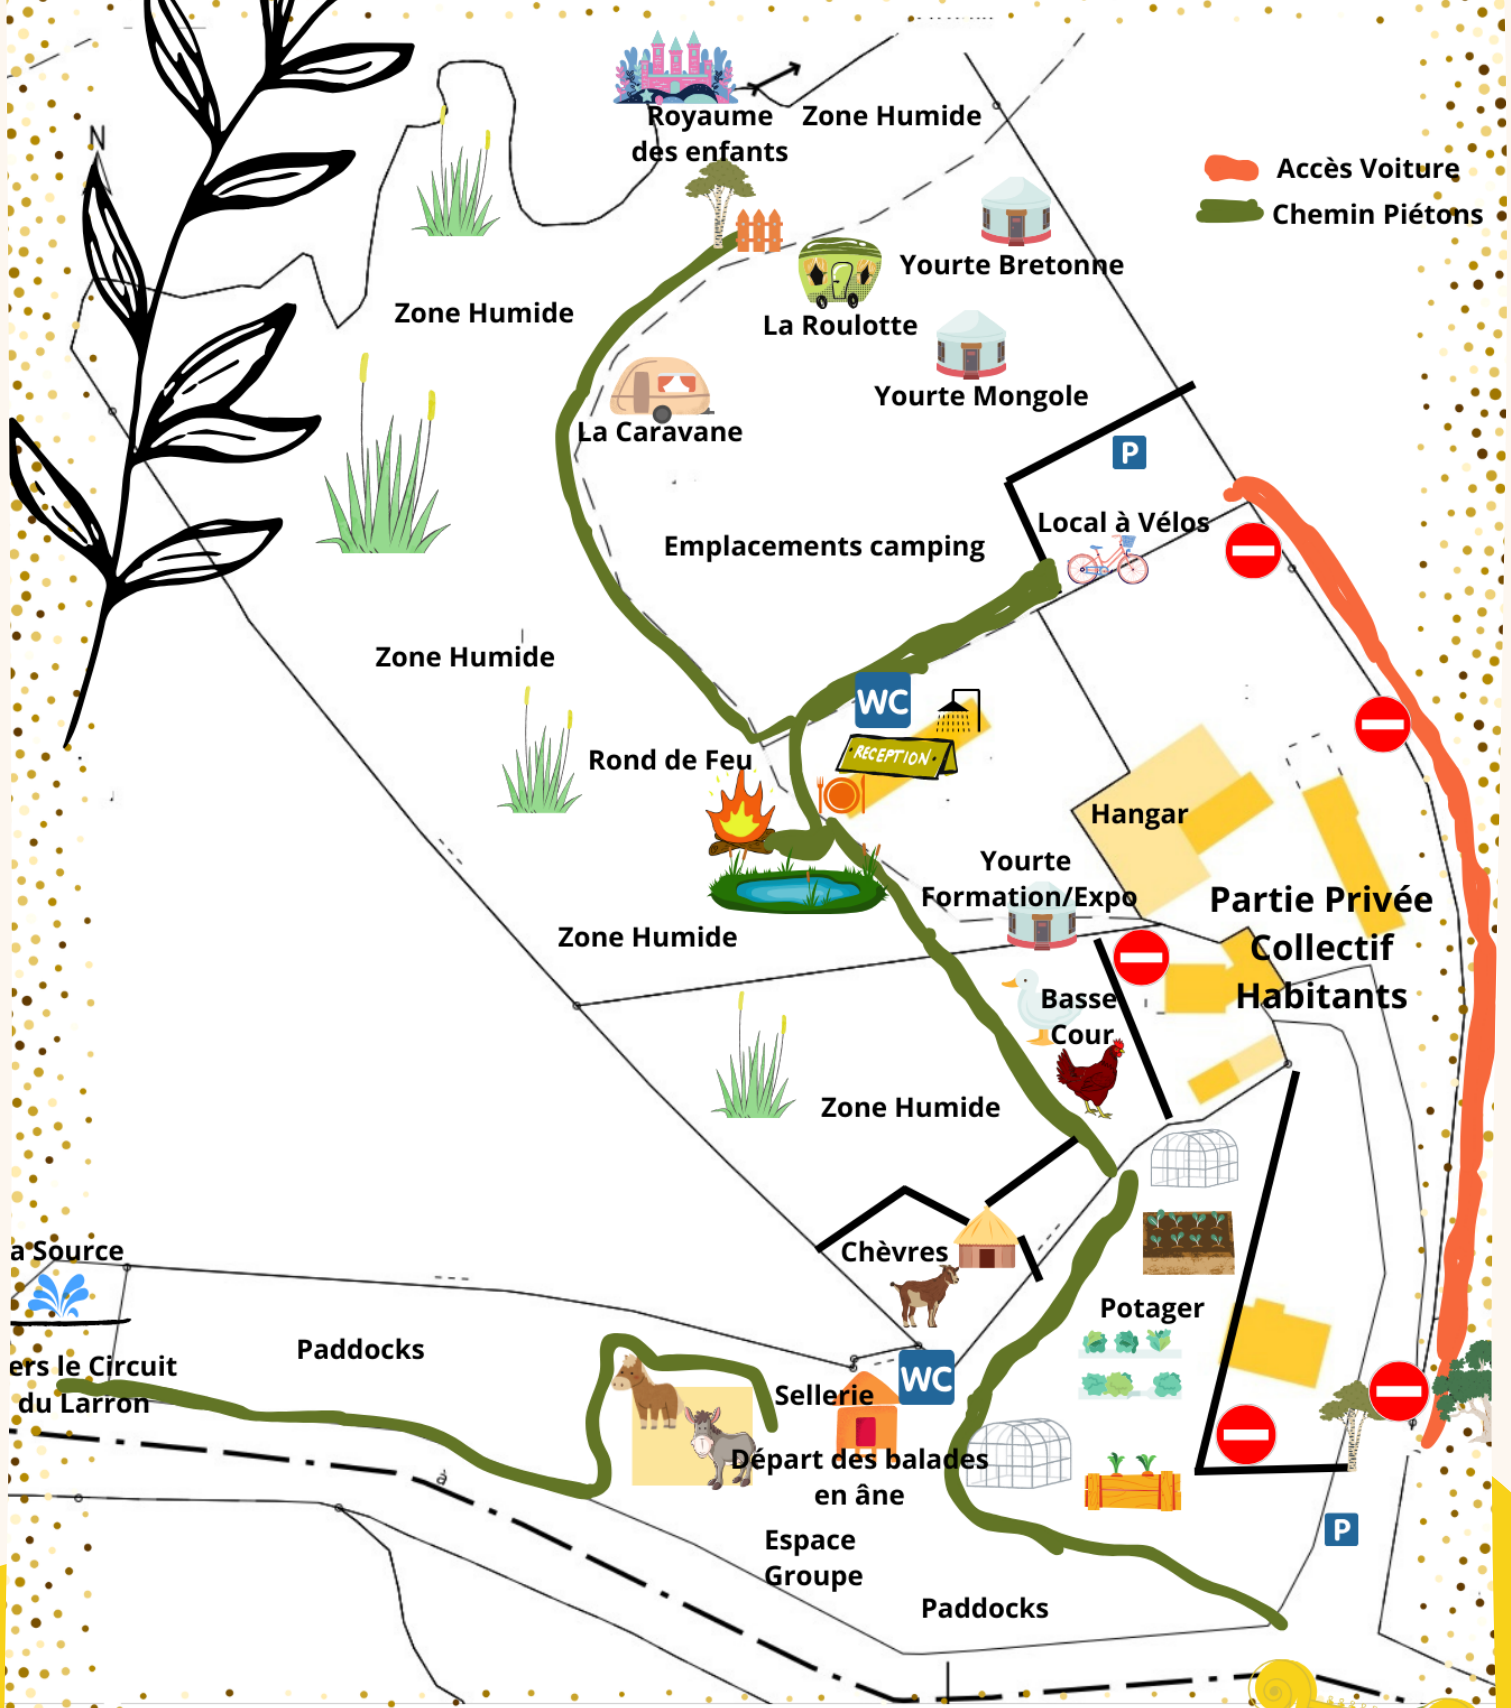 N
Royaume
des enfants
Zone Humide
Accès Voiture
Chemin Piétons
Yourte Bretonne
Zone Humide
La Roulotte
Yourte Mongole
La Caravane
P
Local à Vélos
Emplacements camping
Zone Humide
WC
RECEPTION
Rond de Feu
Hangar
Yourte
Formation/Expo
Partie Privée
Collectif
Habitants
Zone Humide
Basse
Cour
Zone Humide
Chèvres
a Source
Potager
Paddocks
ers le Circuit
du Larron
WC
Sellerie
Départ des balades
en âne
à
P
Espace
Groupe
Paddocks